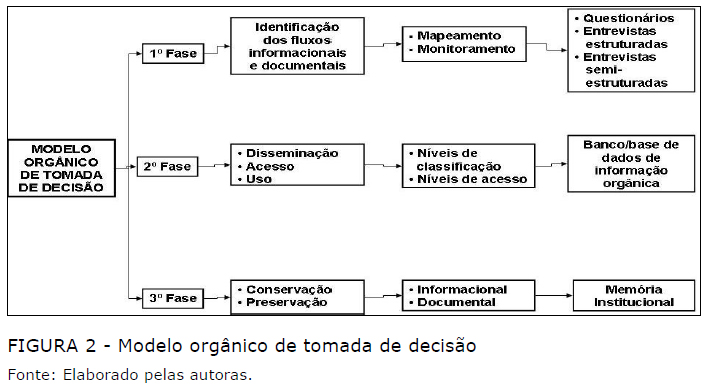 1º Fase
Identificação
dos fluxos
informacionais
e documentais
• Mapeamento
• Monitoramento
• Questionários
• Entrevistas
estruturadas
• Entrevistas
semi-
estruturadas
MODELO
ORGÂNICO
DE TOMADA
DE DECISÃO
2º Fase
• Disseminação
• Acesso
• Uso
• Níveis de
classificação
• Níveis de acesso
Banco/base de
dados de
informação
orgânica
3º Fase
• Conservação
• Preservação
• Informacional
• Documental
Memória
Institucional
FIGURA 2 - Modelo orgânico de tomada de decisão
Fonte: Elaborado pelas autoras.